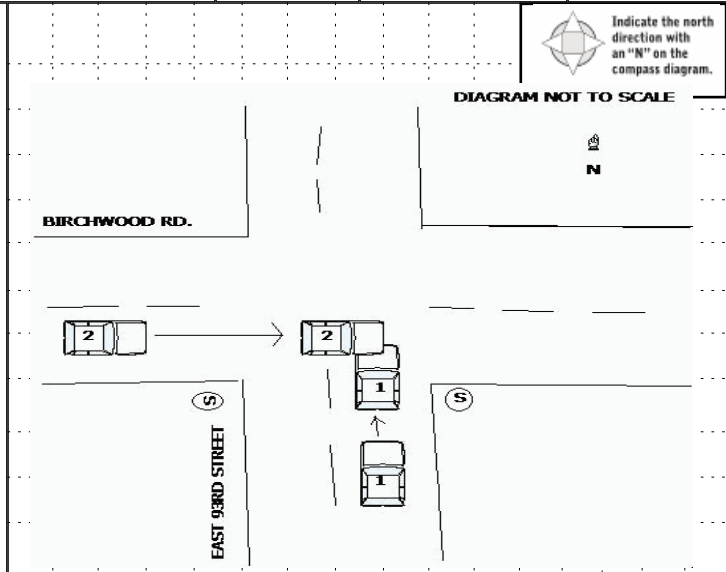 Indicate the north
direction with
an “N” on the
compass diagram.
DIAGRAM NOT TO SCALE
N
BIRCHWOOD RD.
2
2
1
S
S
1
EAST 93RD STREET